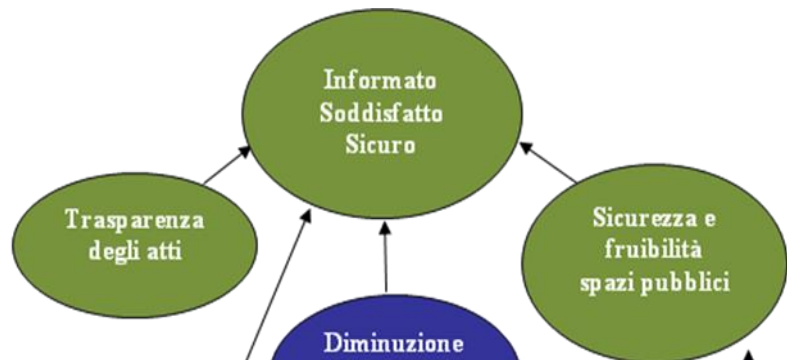 Informato
Soddisfatto
Sicuro
Trasparenza
degli atti
Sicurezza e
fruibilità
spazi pubblici
Diminuzione